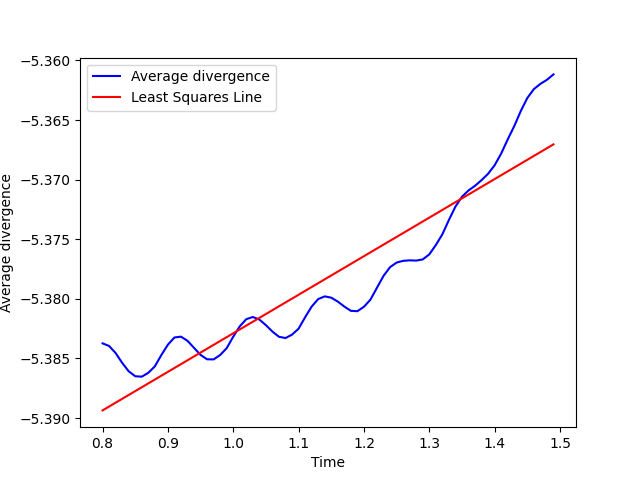 Average divergence
Least Squares Line
Average divergence
−5.360
−5.365
−5.370
−5.375
−5.380
−5.385
−5.390
0.8 0.9 1.0 1.1 1.2 1.3 1.4 1.5
Time